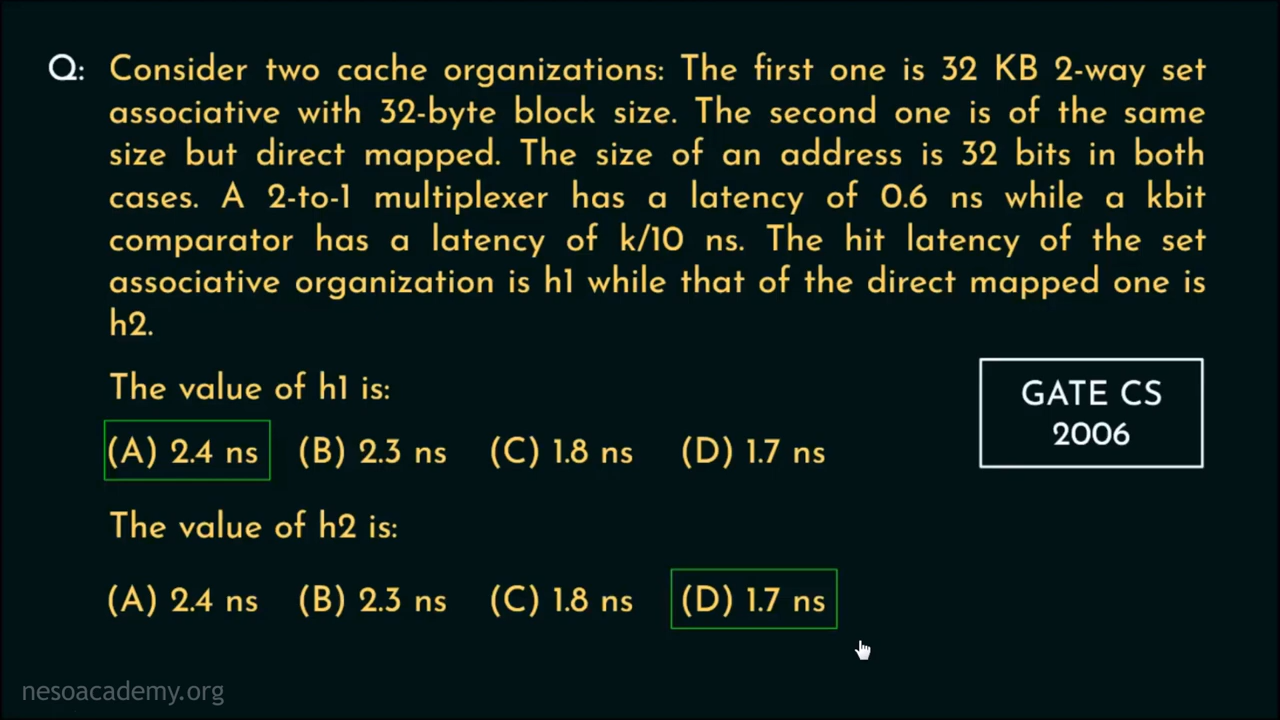 Q: Consider two cache organizations: The first one is 32 KB 2-way set
associative with 32-byte block size. The second one is of the same
size but direct mapped. The size of an address is 32 bits in both
cases. A 2-to-1 multiplexer has a latency of 0.6 ns while a kbit
comparator has a latency of k/10 ns. The hit latency of the set
associative organization is h1 while that of the direct mapped one is
h2.
The value of h1 is:
(A) 2.4 ns (B) 2.3 ns (C) 1.8 ns (D) 1.7 ns
GATE CS
2006
The value of h2 is:
(A) 2.4 ns (B) 2.3 ns (C) 1.8 ns (D) 1.7 ns
nesoacademy.org